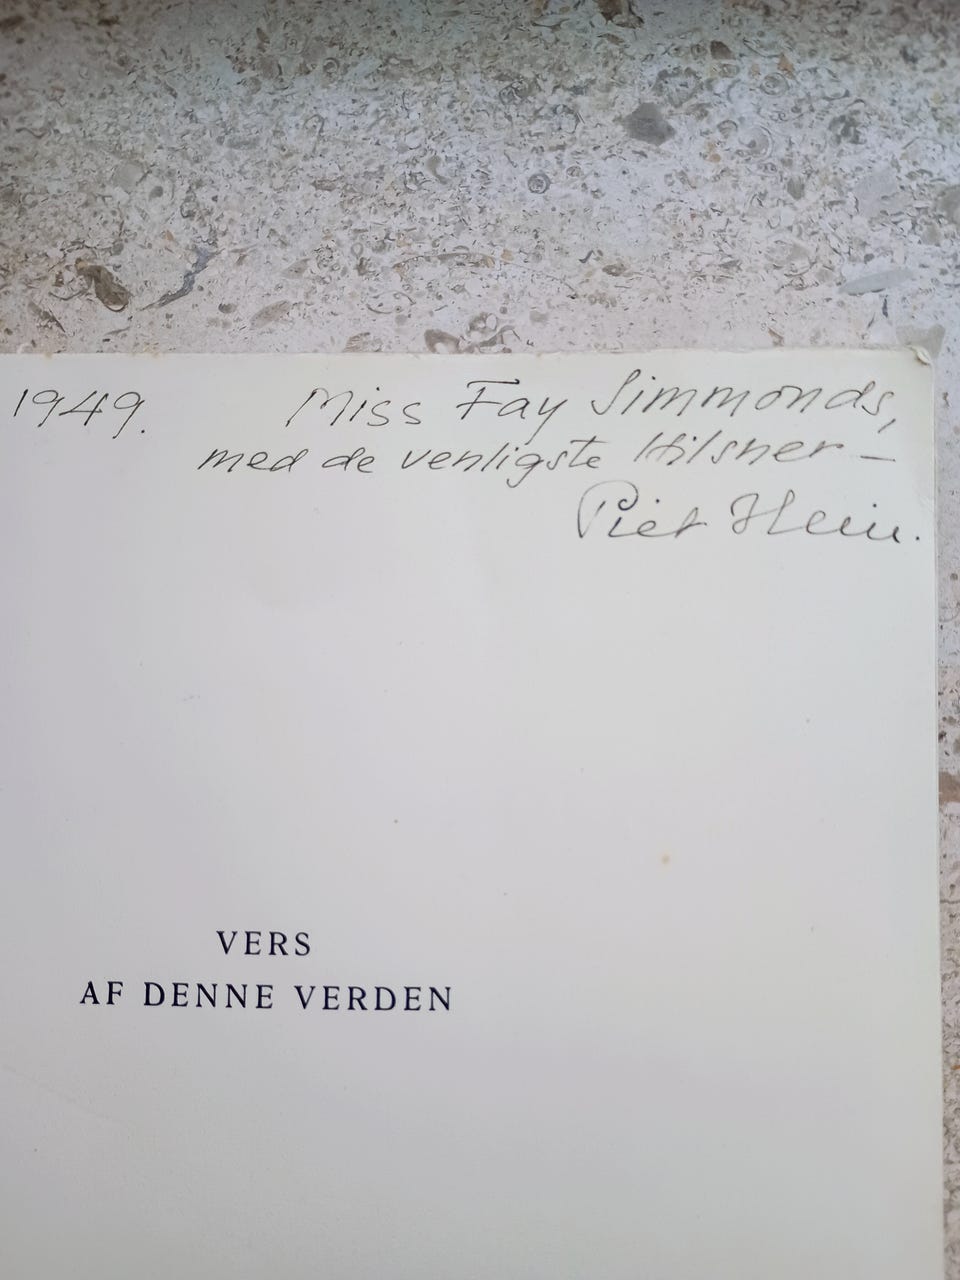 1949. Miss Fay Simmonds,
med de venligste Hilsner –
Piet Hein.
VERS
AF DENNE VERDEN